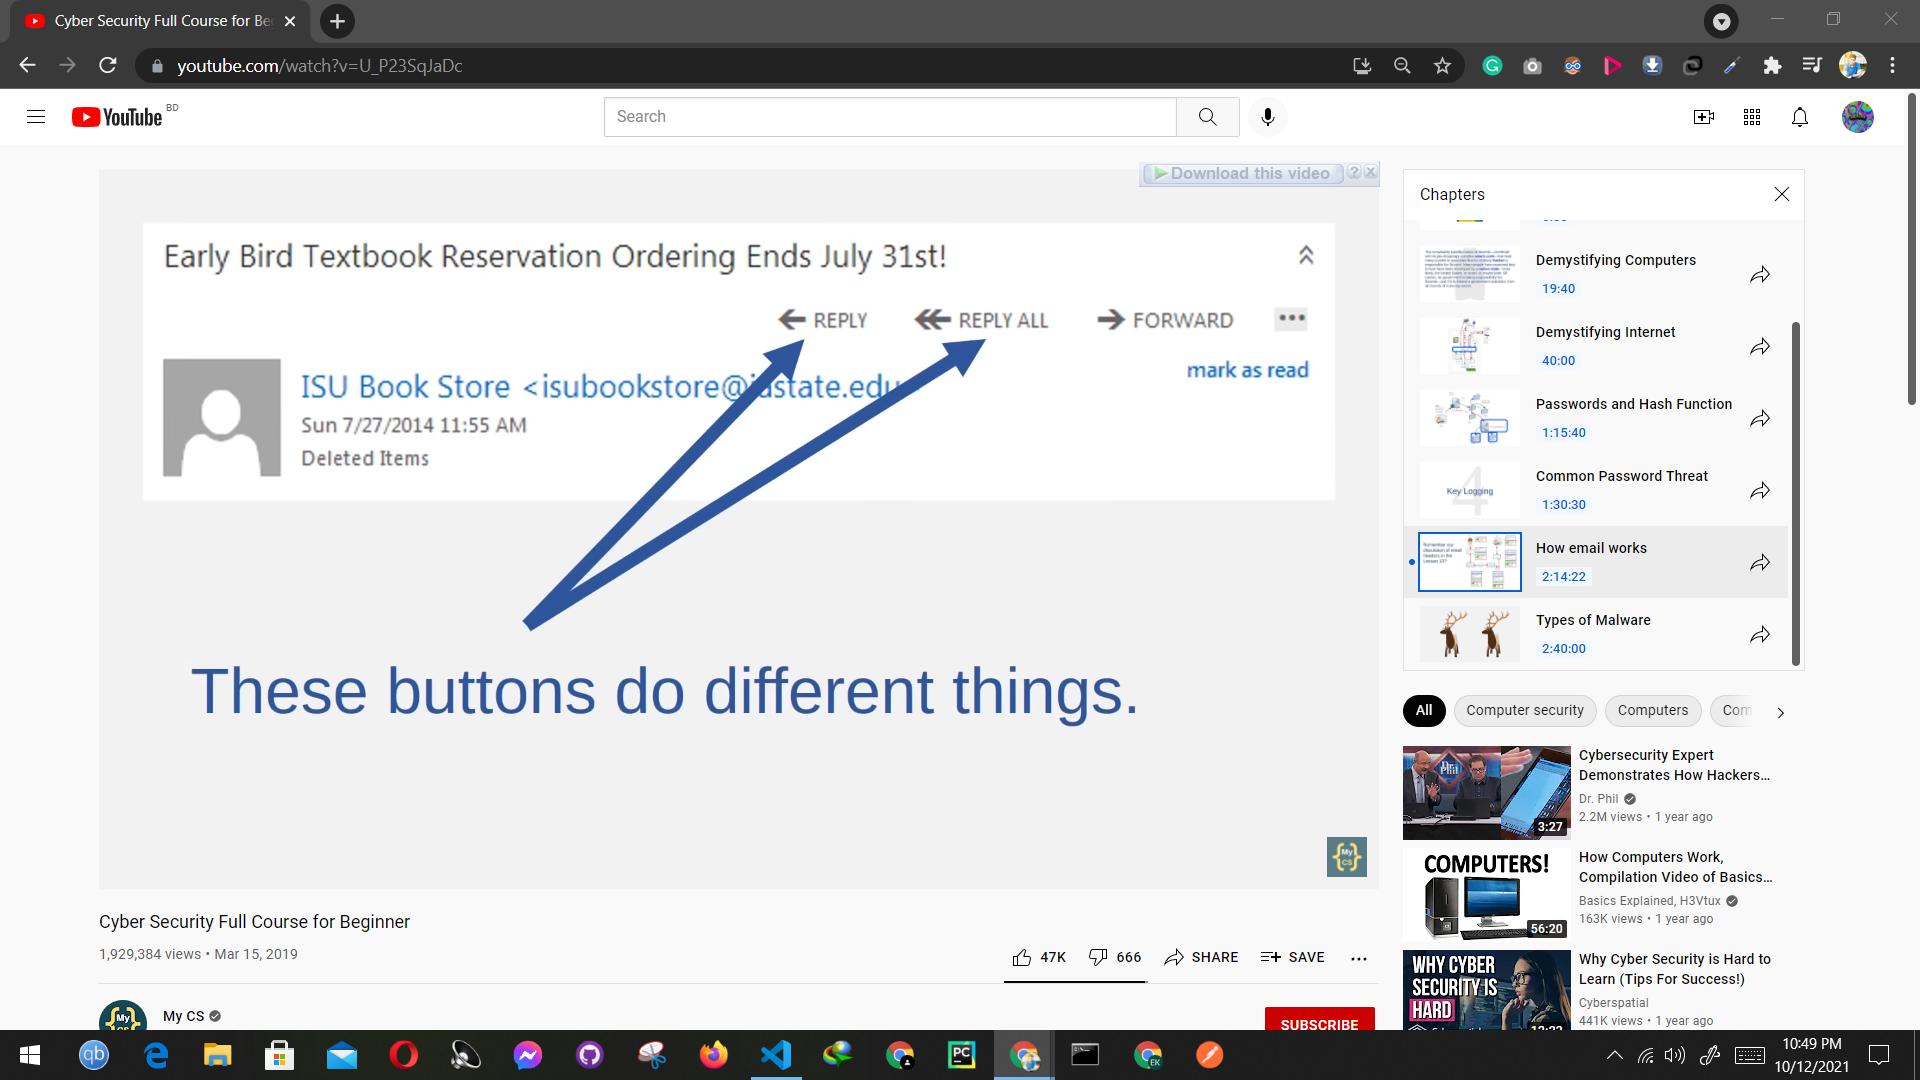 Cyber Security Full Course for Be
youtube.com/watch?v=U_P23SqJaDc
YouTube BD
Search
Download this video
Early Bird Textbook Reservation Ordering Ends July 31st!
REPLY
REPLY ALL
FORWARD
mark as read
ISU Book Store <isubookstore@iastate.edu
Sun 7/27/2014 11:55 AM
Deleted Items
These buttons do different things.
My
CS
Cyber Security Full Course for Beginner
1,929,384 views • Mar 15, 2019
47K
666
SHARE
SAVE
My CS
SUBSCRIBE
Chapters
Demystifying Computers
19:40
Demystifying Internet
40:00
Passwords and Hash Function
1:15:40
Key Logging
4
Common Password Threat
1:30:30
How email works
2:14:22
Types of Malware
2:40:00
All
Computer security
Computers
Com
Dr. Phil
3:27
Cybersecurity Expert
Demonstrates How Hackers...
Dr. Phil
2.2M views • 1 year ago
COMPUTERS!
56:20
How Computers Work,
Compilation Video of Basics...
Basics Explained, H3Vtux
163K views • 1 year ago
WHY CYBER
SECURITY IS
HARD
Why Cyber Security is Hard to
Learn (Tips For Success!)
Cyberspatial
441K views • 1 year ago
qb
PC
EK
10:49 PM
10/12/2021